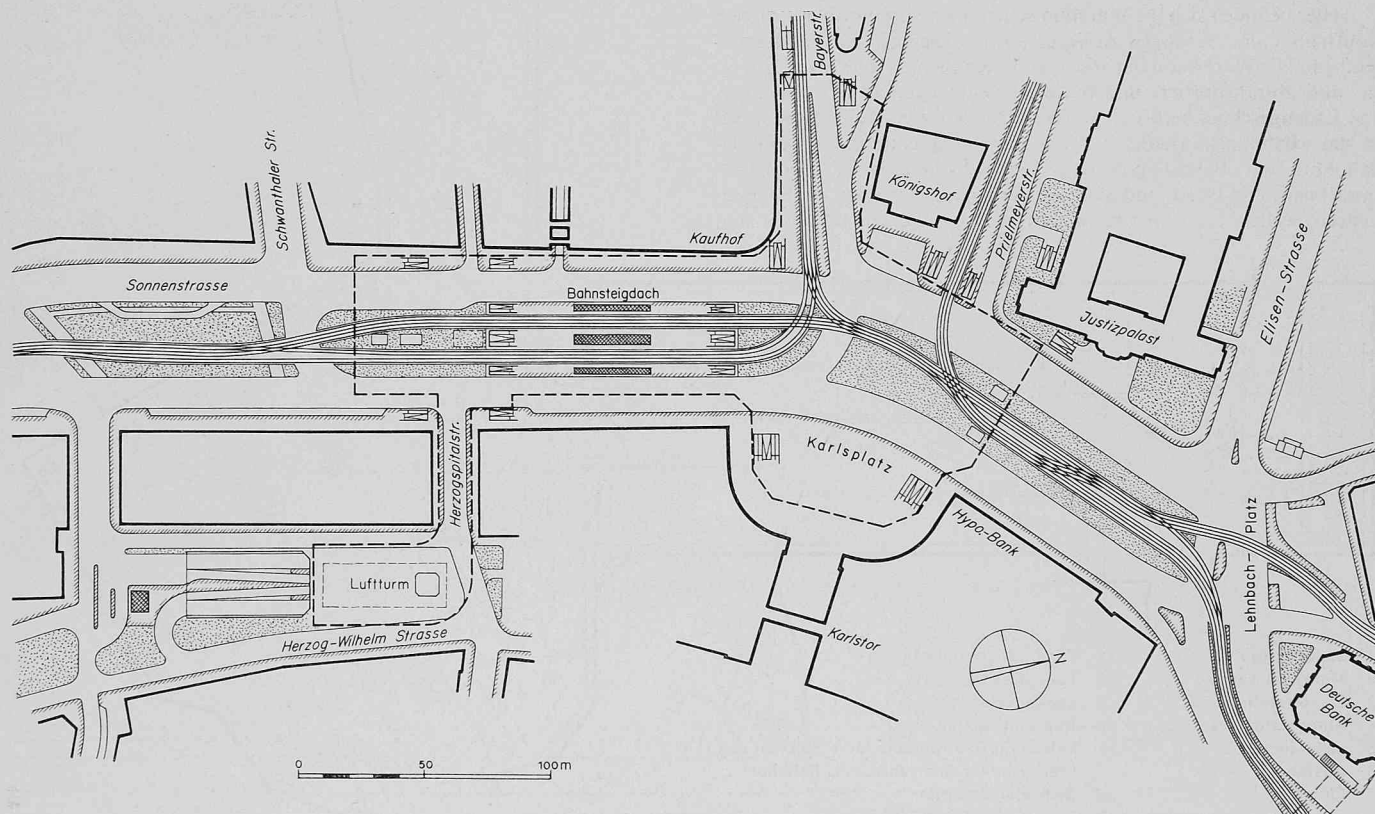 Bayerstr.
Schwanthaler Str.
Königshof
Prielmeyerstr.
Kaufhof
Sonnenstrasse
Bahnsteigdach
Justizpalast
Elisen-Strasse
Herzogspitalstr.
Karlsplatz
Hypo-Bank
Lehnbach-Platz
Luftturm
Herzog-Wilhelm Strasse
Karlstor
N
Deutsche
Bank
0 50 100m